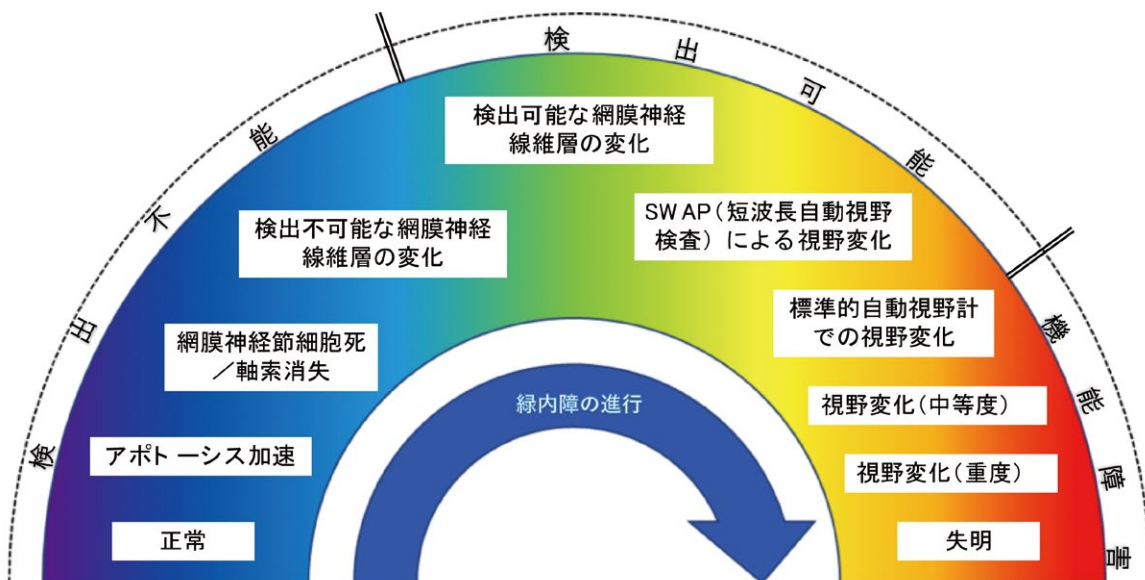 検出不能
検出可能
機能障害
検出可能な網膜神経
線維層の変化
SWAP(短波長自動視野
検査)による視野変化
検出不可能な網膜神経
線維層の変化
標準的自動視野計
での視野変化
網膜神経節細胞死
/軸索消失
緑内障の進行
視野変化(中等度)
アポトーシス加速
視野変化(重度)
正常
失明